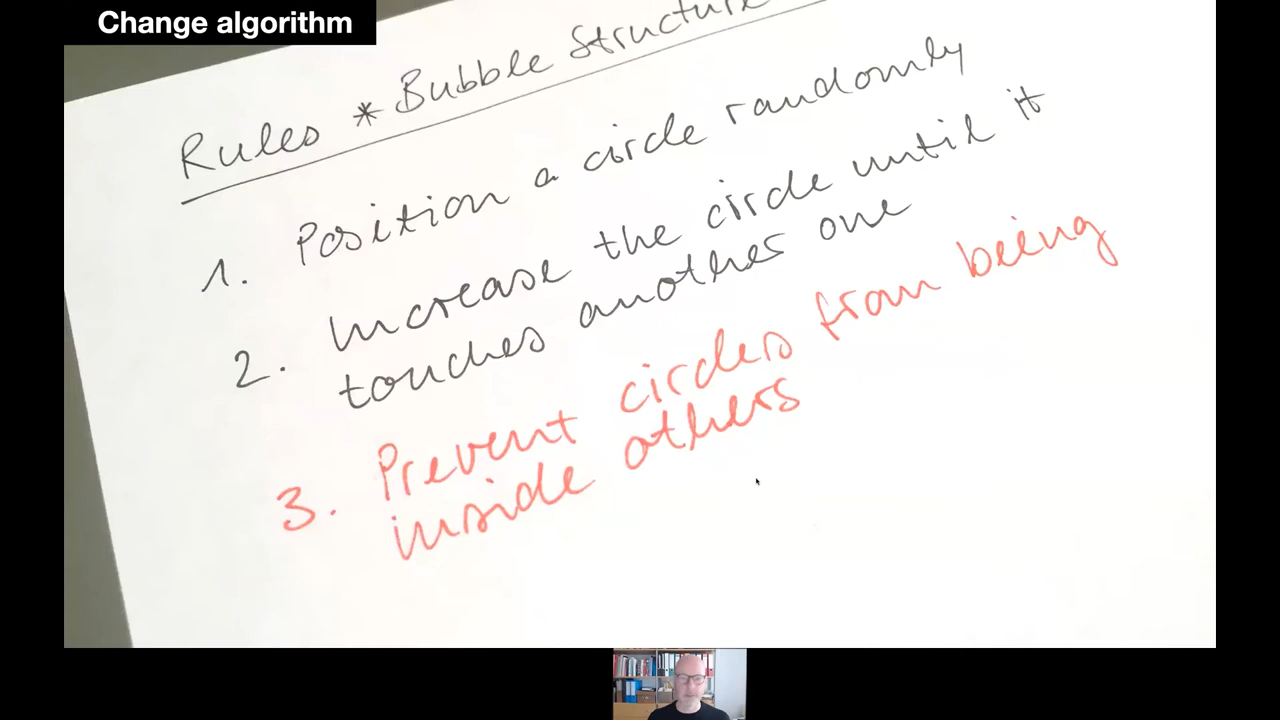 Change algorithm
Rules * Bubble Structure
1. Position a circle randomly
2. Increase the circle until it
touches another one
3. Prevent circles from being
inside others